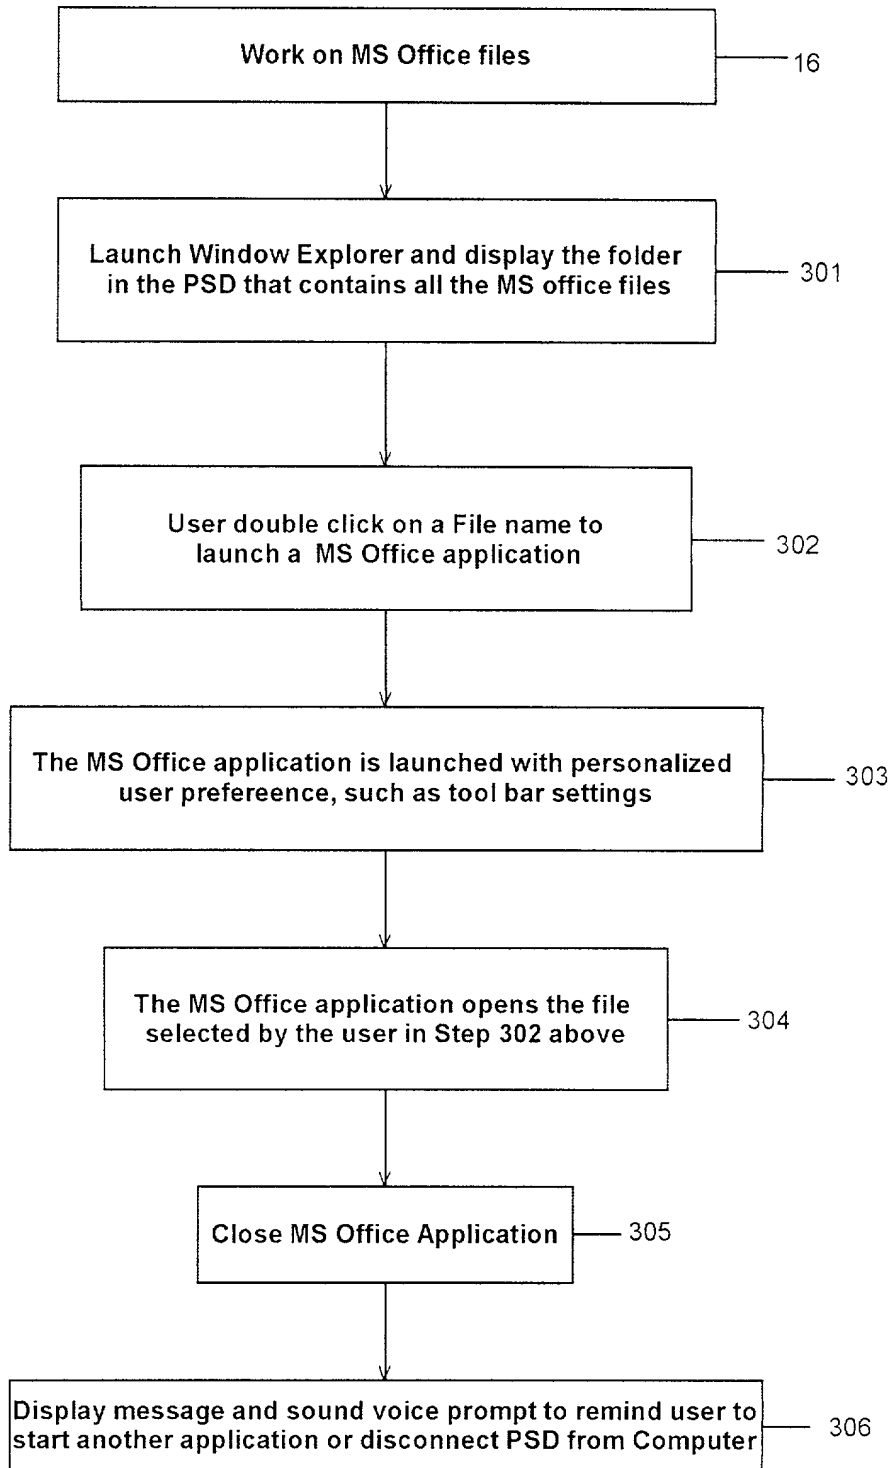 Work on MS Office files
16
Launch Window Explorer and display the folder
in the PSD that contains all the MS office files
301
User double click on a File name to
launch a MS Office application
302
The MS Office application is launched with personalized
user prefereence, such as tool bar settings
303
The MS Office application opens the file
selected by the user in Step 302 above
304
Close MS Office Application
305
Display message and sound voice prompt to remind user to
start another application or disconnect PSD from Computer
306